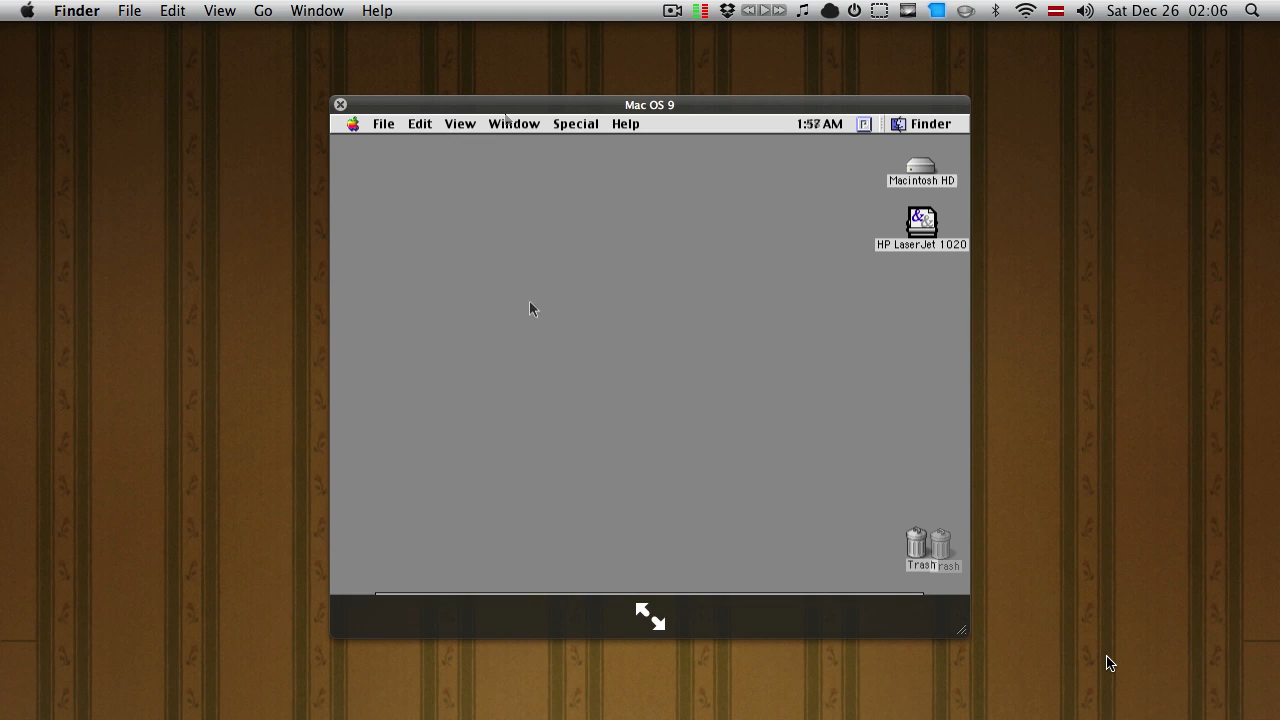 Finder File Edit View Go Window Help Sat Dec 26 02:06
Mac OS 9
File Edit View Window Special Help 1:57 AM Finder
Macintosh HD
HP LaserJet 1020
Trash rash